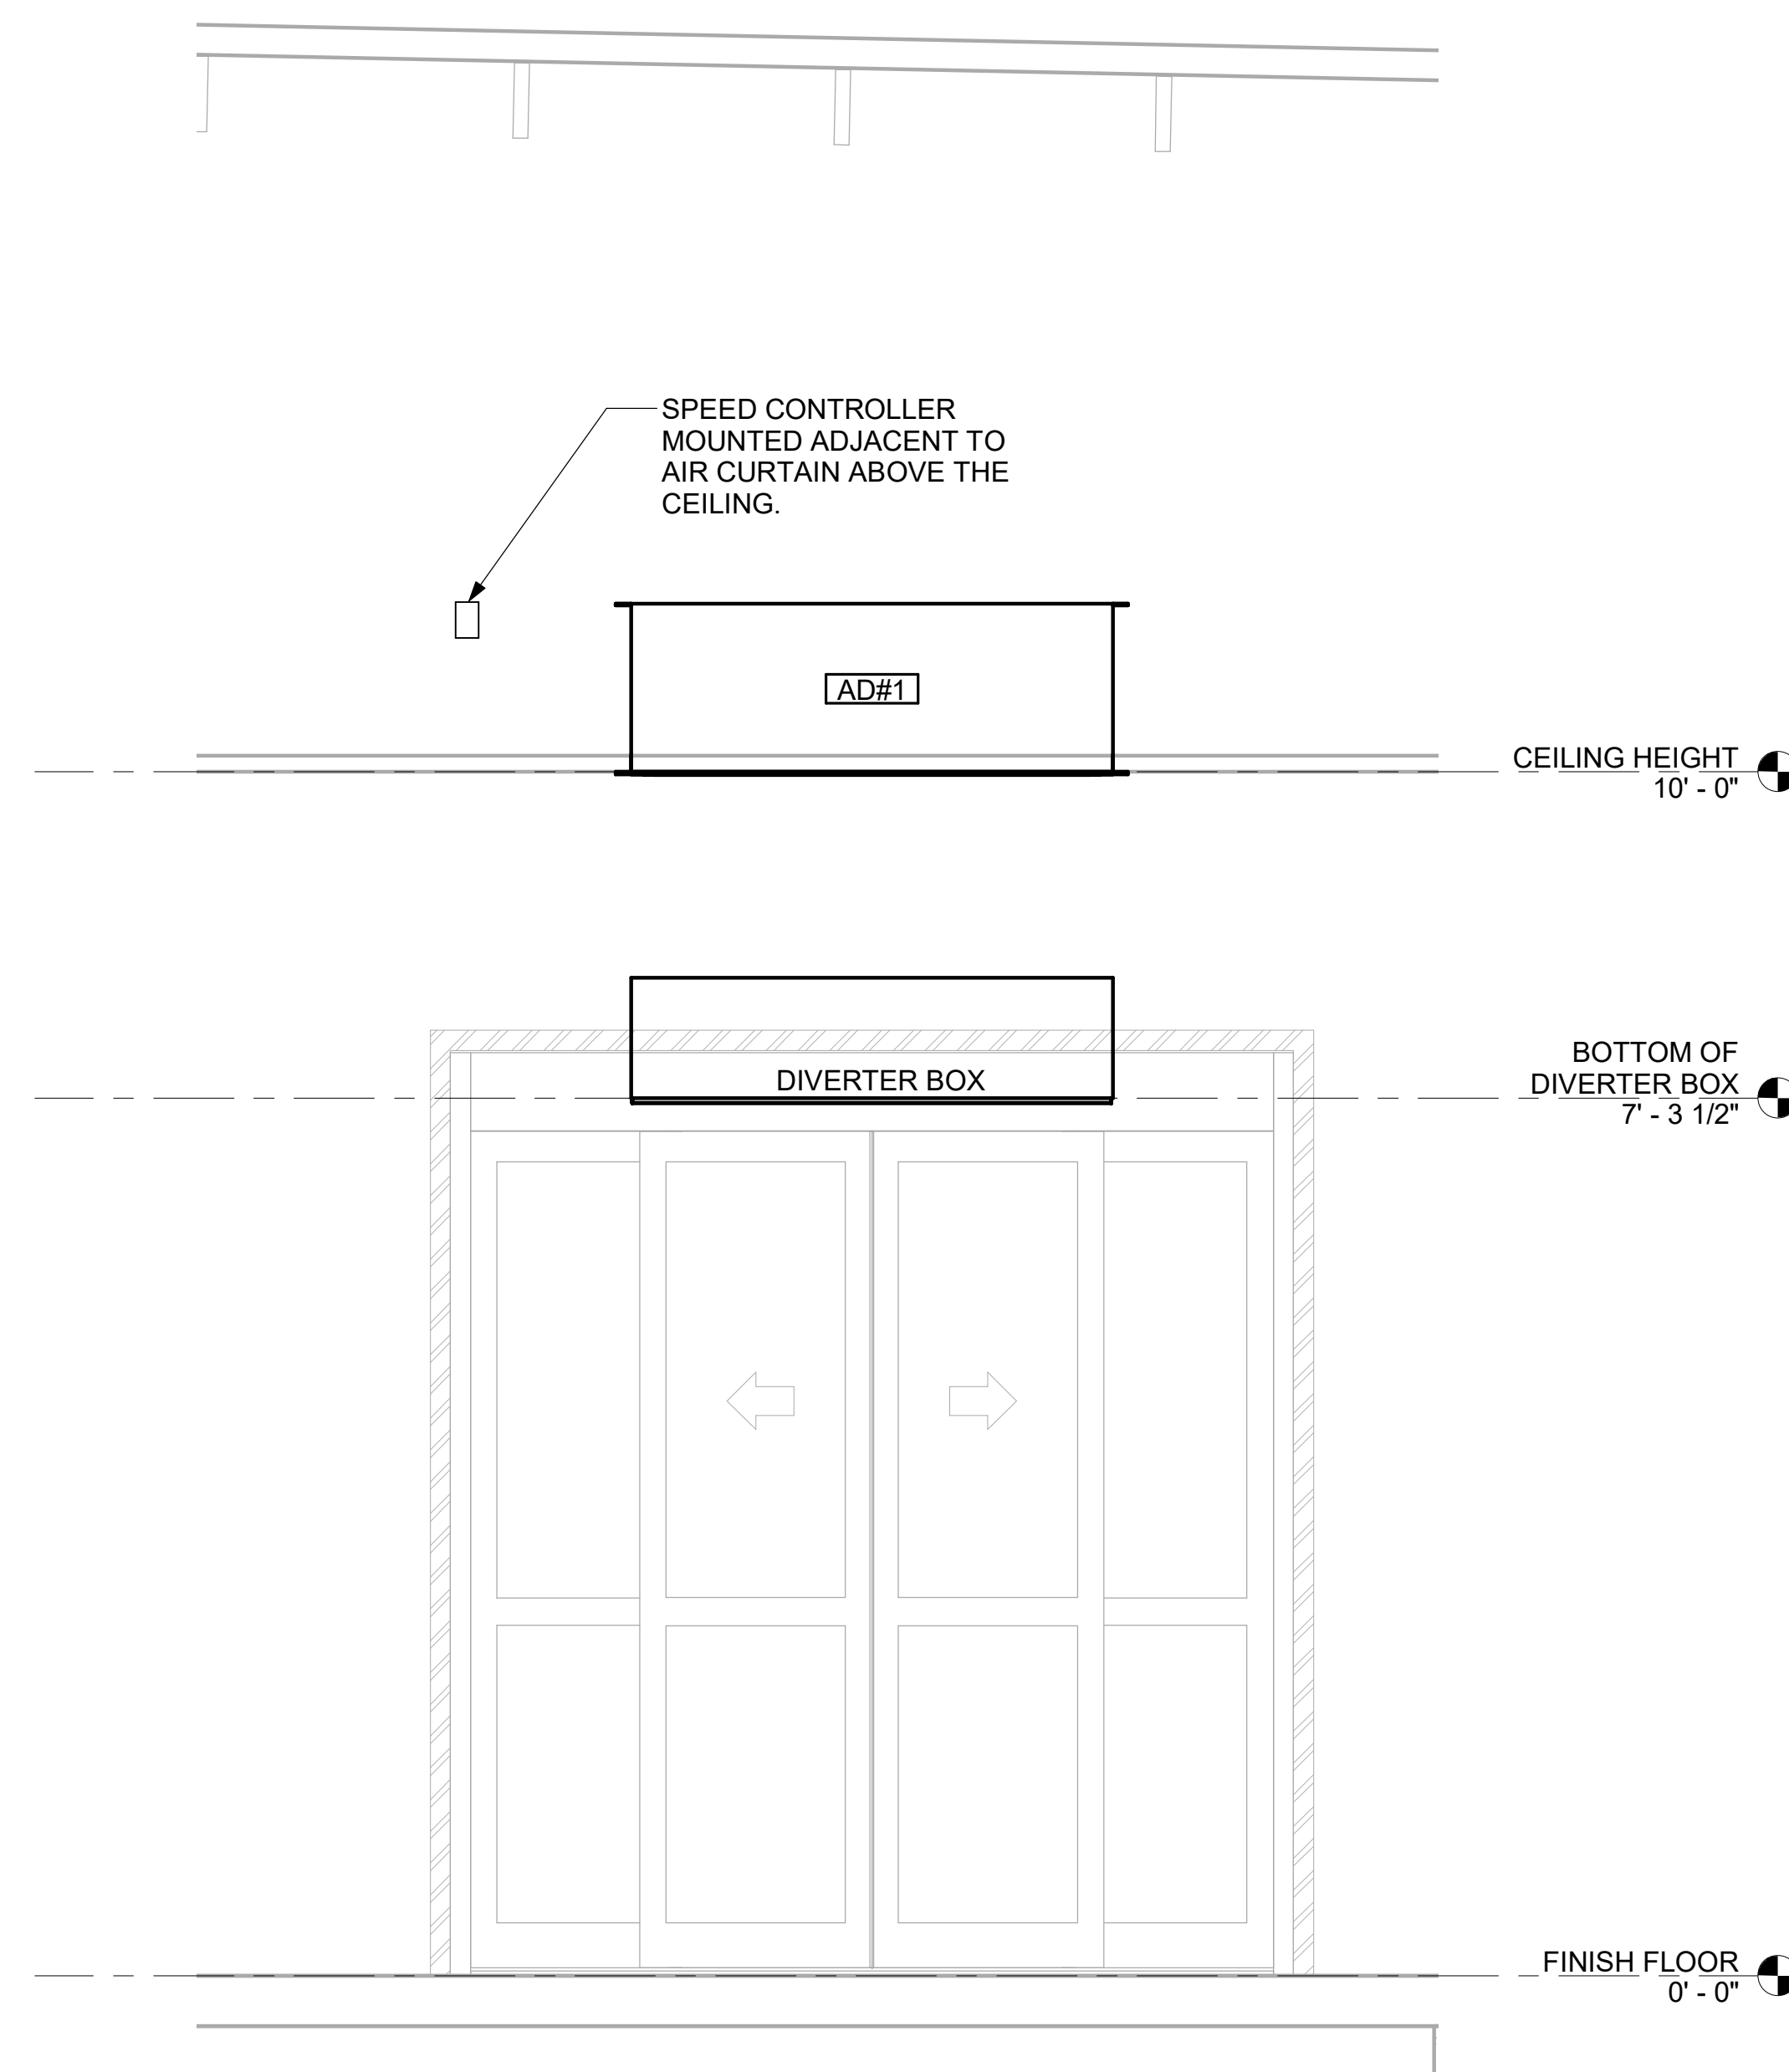 SPEED CONTROLLER
MOUNTED ADJACENT TO
AIR CURTAIN ABOVE THE
CEILING.
AD#1
CEILING HEIGHT
10' - 0"
DIVERTER BOX
BOTTOM OF
DIVERTER BOX
7' - 3 1/2"
FINISH FLOOR
0' - 0"